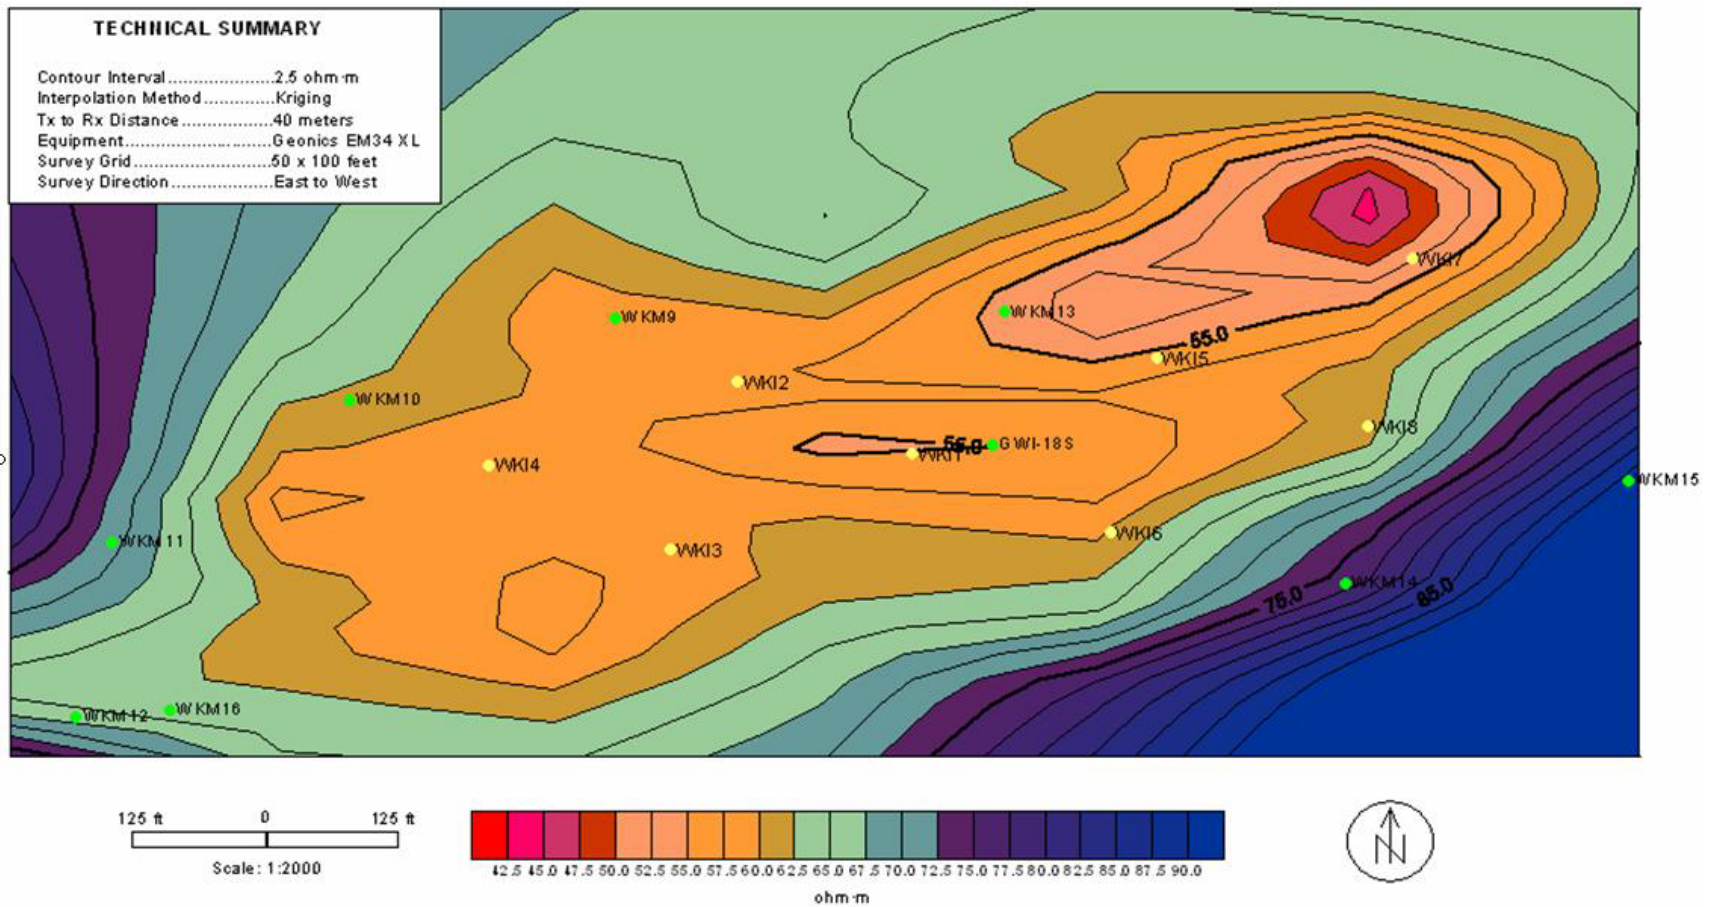 TECHNICAL SUMMARY
Contour Interval....................2.5 ohm-m
Interpolation Method.............Kriging
Tx to Rx Distance..................40 meters
Equipment............................Geonics EM34 XL
Survey Grid..........................50 x 100 feet
Survey Direction...................East to West
WKI7
WKM13
WKM9
55.0
WKI5
WKI2
WKM10
WKI8
55.0
GWI-18S
WKI1
WKI4
WKM15
WKI6
WKM11
WKI3
WKM14
75.0
85.0
WKM16
WKM12
125 ft 0 125 ft
Scale: 1:2000
42.5 45.0 47.5 50.0 52.5 55.0 57.5 60.0 62.5 65.0 67.5 70.0 72.5 75.0 77.5 80.0 82.5 85.0 87.5 90.0
ohm-m
N